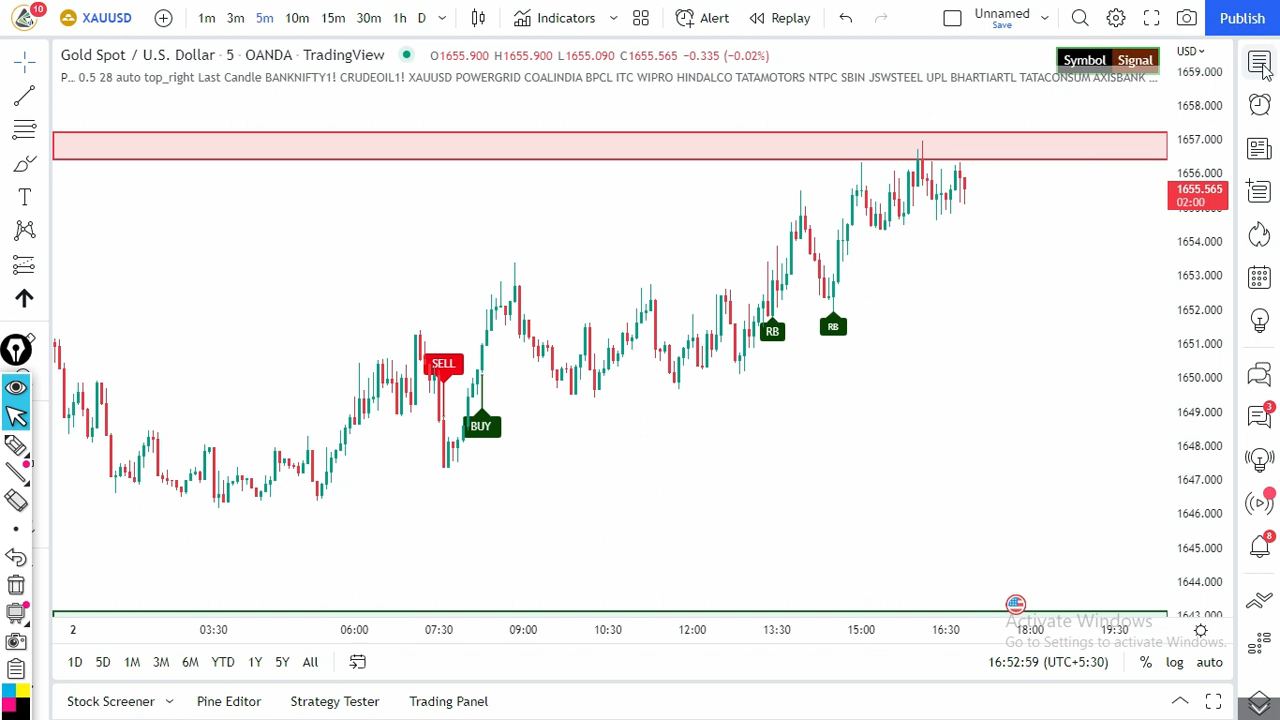 10
XAUUSD
1m 3m 5m 10m 15m 30m 1h D
Indicators
Alert
Replay
Unnamed
Save
Publish
Gold Spot / U.S. Dollar · 5 · OANDA · TradingView
O1655.900 H1655.900 L1655.090 C1655.565 -0.335 (-0.02%)
P... 0.5 28 auto top_right Last Candle BANKNIFTY1! CRUDEOIL1! XAUUSD POWERGRID COALINDIA BPCL ITC WIPRO HINDALCO TATAMOTORS NTPC SBIN JSWSTEEL UPL BHARTIARTL TATACONSUM AXISBANK ...
Symbol Signal
USD
1659.000
1658.000
1657.000
1656.000
1655.565
02:00
1654.000
1653.000
1652.000
1651.000
1650.000
1649.000
1648.000
1647.000
1646.000
1645.000
1644.000
1643.000
SELL
BUY
RB
RB
3
8
2 03:30 06:00 07:30 09:00 10:30 12:00 13:30 15:00 16:30 18:00 19:30
Activate Windows
Go to Settings to activate Windows.
1D 5D 1M 3M 6M YTD 1Y 5Y All
16:52:59 (UTC+5:30)
% log auto
Stock Screener
Pine Editor
Strategy Tester
Trading Panel